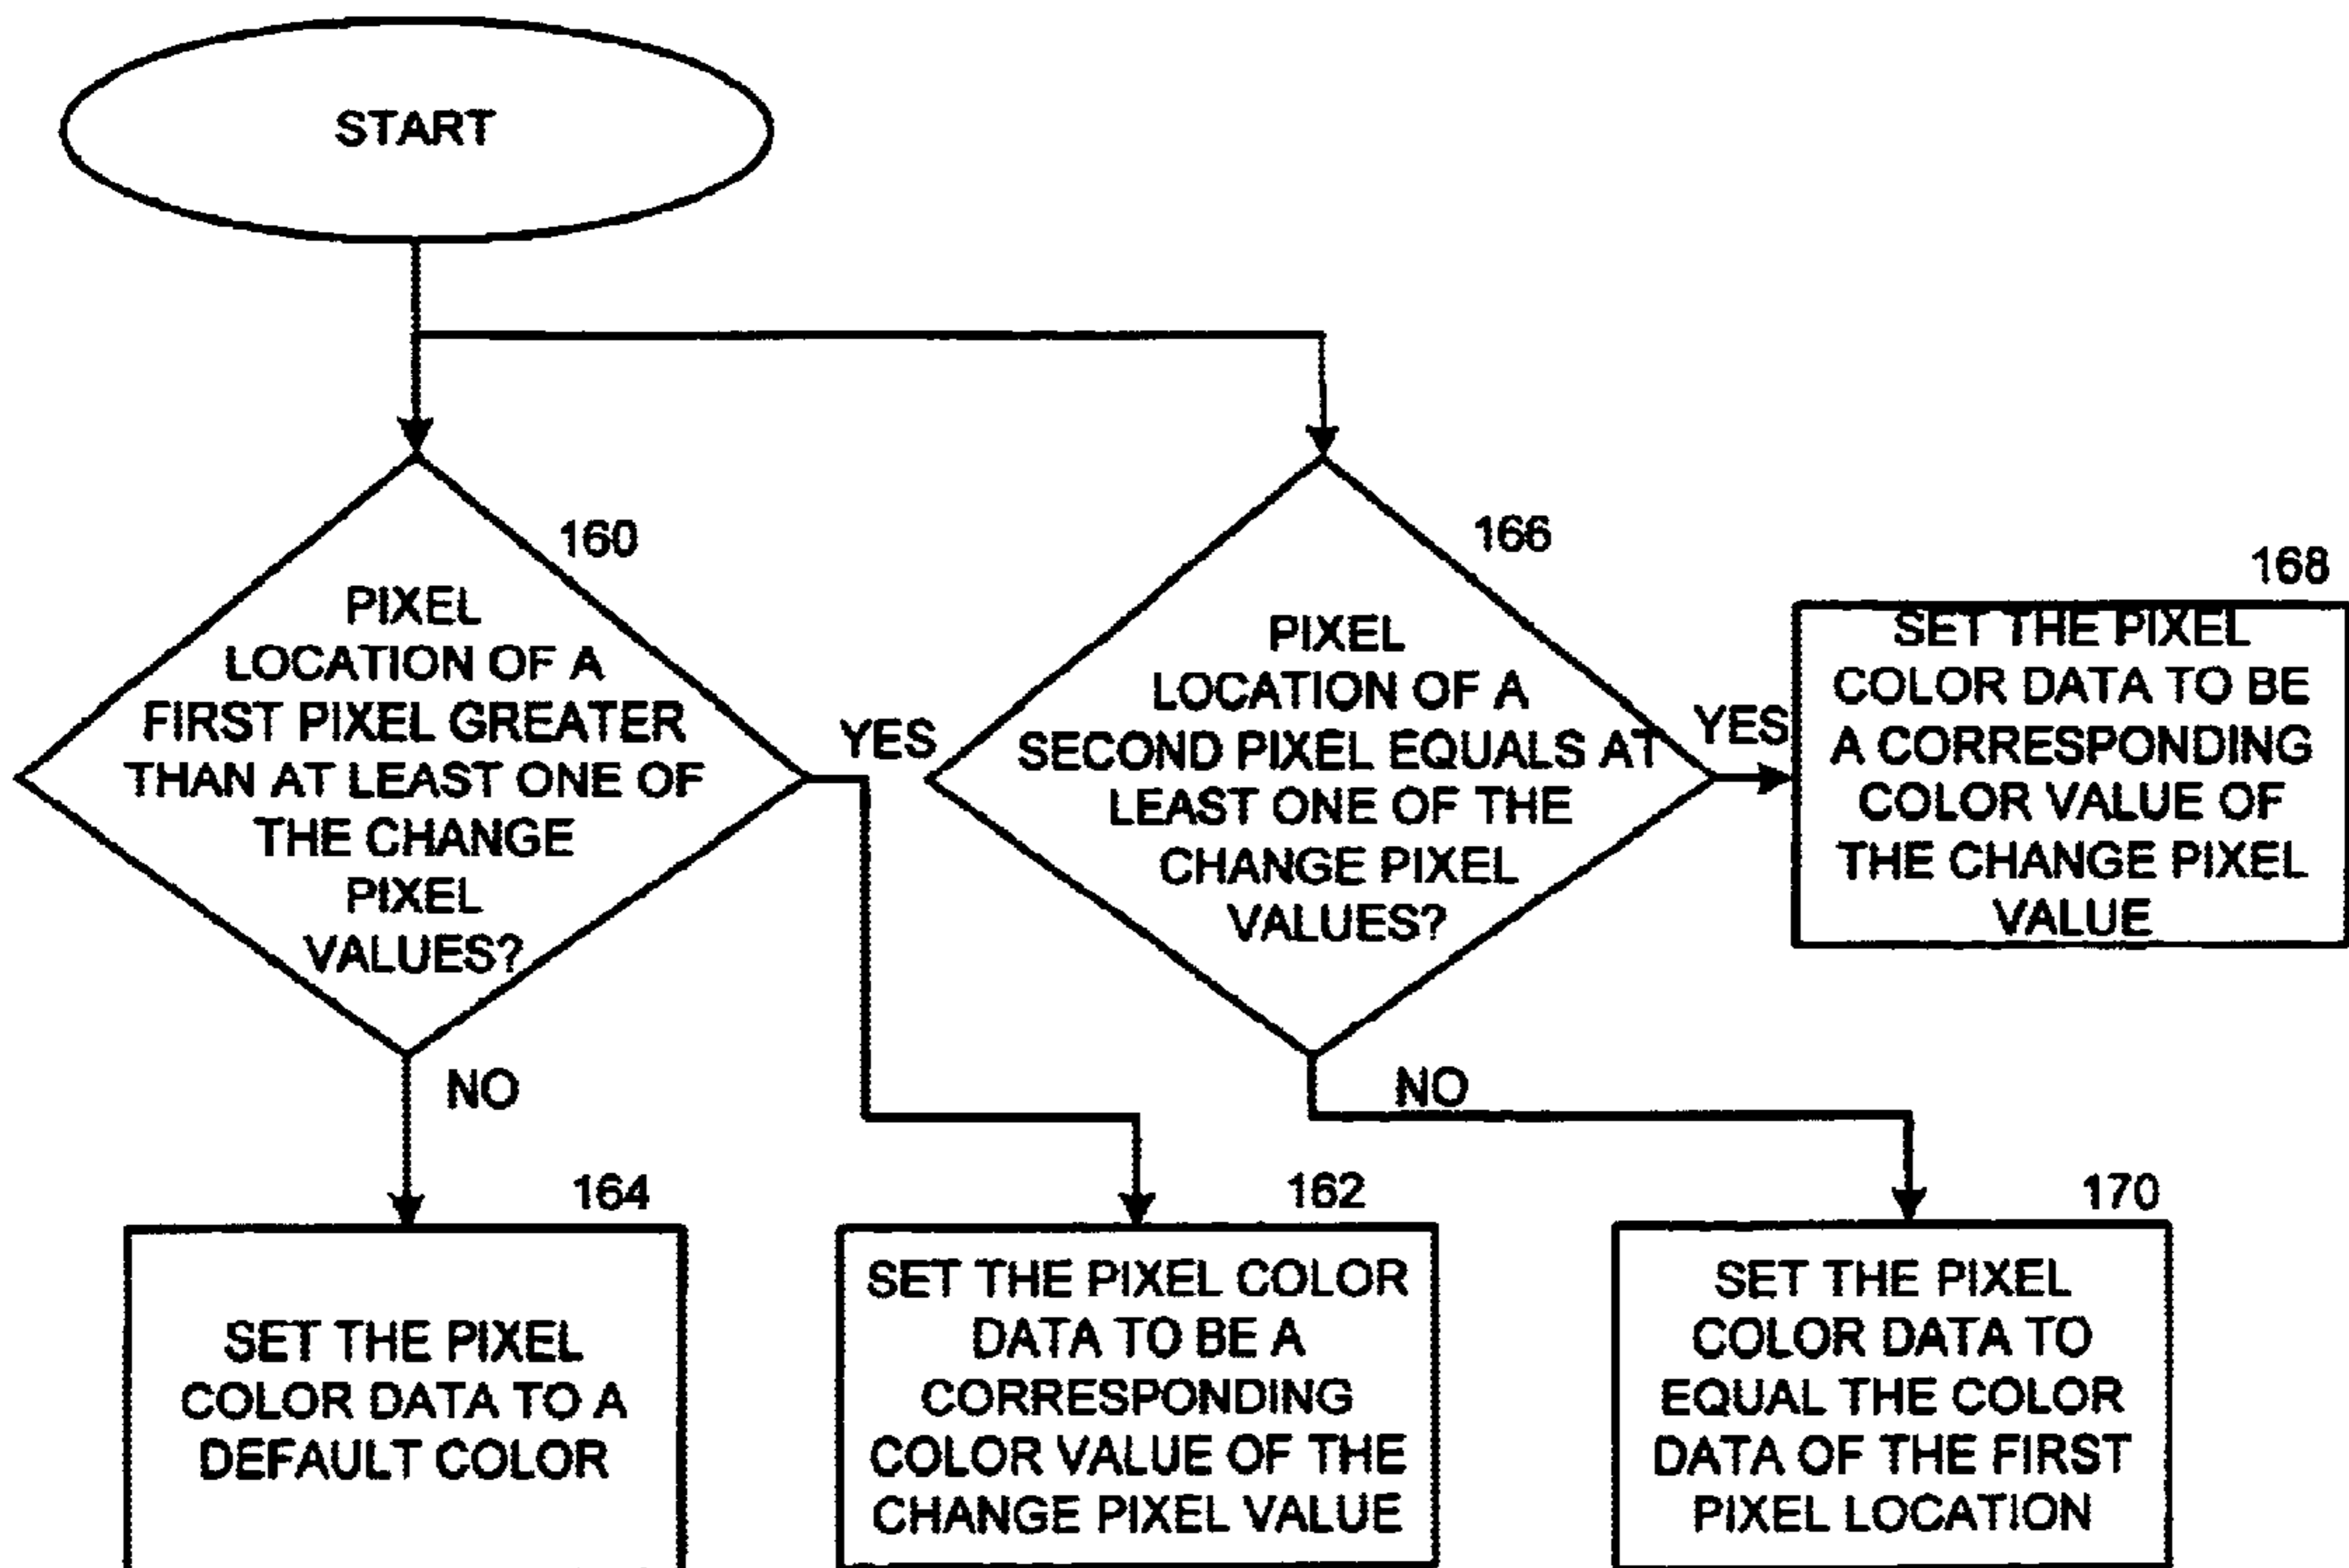 START
160
PIXEL
LOCATION OF A
FIRST PIXEL GREATER
THAN AT LEAST ONE OF
THE CHANGE
PIXEL
VALUES?
YES
NO
166
PIXEL
LOCATION OF A
SECOND PIXEL EQUALS AT
LEAST ONE OF THE
CHANGE PIXEL
VALUES?
YES
NO
168
SET THE PIXEL
COLOR DATA TO BE
A CORRESPONDING
COLOR VALUE OF
THE CHANGE PIXEL
VALUE
164
SET THE PIXEL
COLOR DATA TO A
DEFAULT COLOR
162
SET THE PIXEL COLOR
DATA TO BE A
CORRESPONDING
COLOR VALUE OF THE
CHANGE PIXEL VALUE
170
SET THE PIXEL
COLOR DATA TO
EQUAL THE COLOR
DATA OF THE FIRST
PIXEL LOCATION